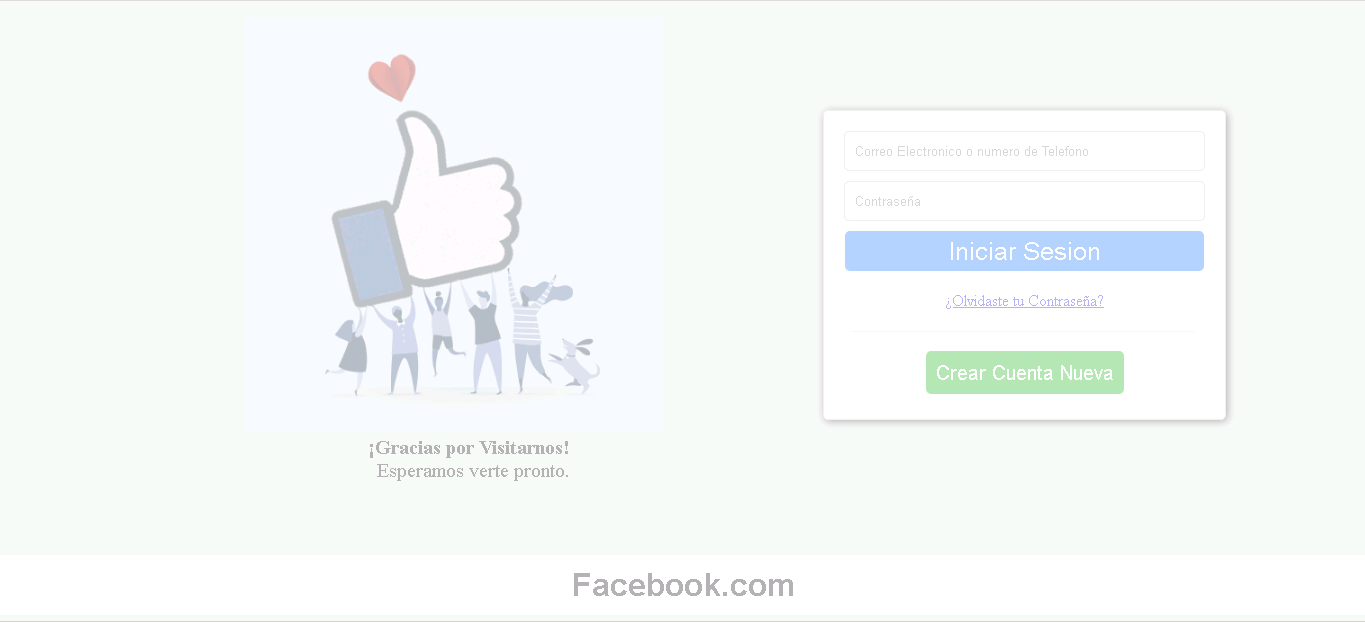 Correo Electronico o numero de Telefono
Contraseña
Iniciar Sesion
¿Olvidaste tu Contraseña?
Crear Cuenta Nueva
¡Gracias por Visitarnos!
Esperamos verte pronto.
Facebook.com